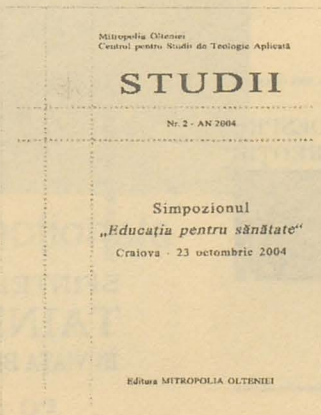 Mitropolia Olteniei
Centrul pentru Studii de Teologie Aplicată
STUDII
Nr. 2 - AN 2004
Simpozionul
„Educaţia pentru sănătate“
Craiova - 23 octombrie 2004
Editura MITROPOLIA OLTENIEI